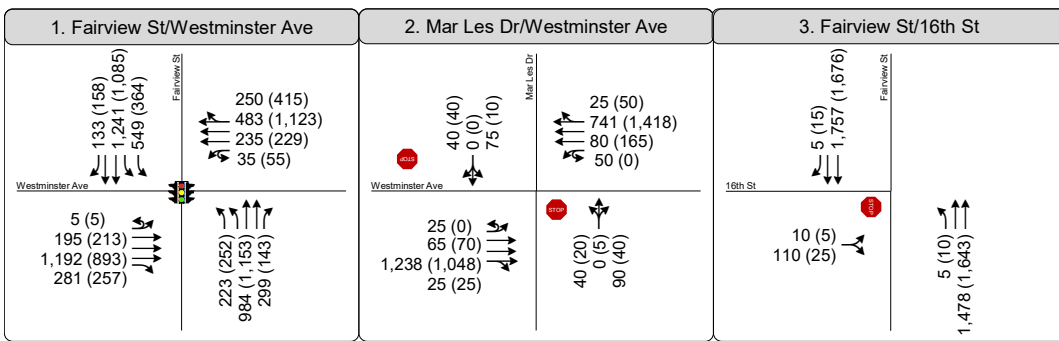 1. Fairview St/Westminster Ave
Fairview St
133 (158)
1,241 (1,085)
549 (364)
250 (415)
483 (1,123)
235 (229)
35 (55)
Westminster Ave
5 (5)
195 (213)
1,192 (893)
281 (257)
223 (252)
984 (1,153)
299 (143)
2. Mar Les Dr/Westminster Ave
Mar Les Dr
40 (40)
0 (0)
75 (10)
25 (50)
741 (1,418)
80 (165)
50 (0)
STOP
Westminster Ave
STOP
25 (0)
65 (70)
1,238 (1,048)
25 (25)
40 (20)
0 (5)
90 (40)
3. Fairview St/16th St
Fairview St
5 (15)
1,757 (1,676)
16th St
STOP
10 (5)
110 (25)
5 (10)
1,478 (1,643)